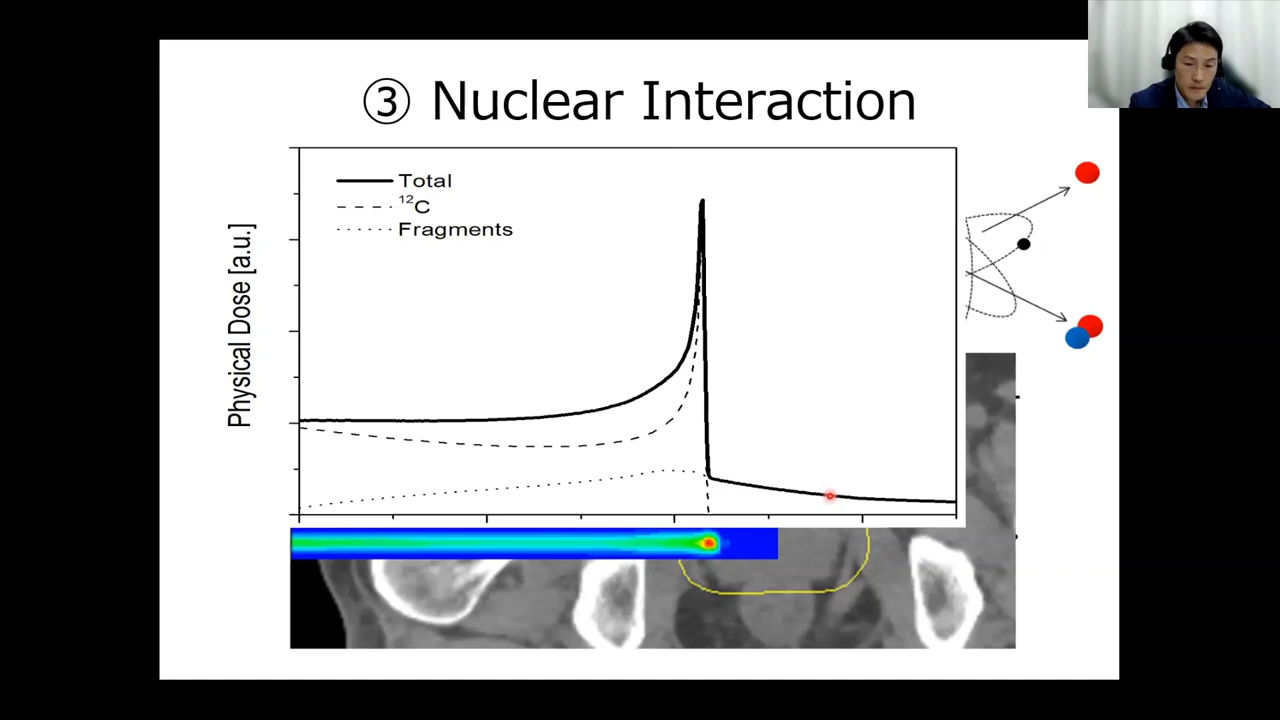 ③ Nuclear Interaction
Total
¹²C
Fragments
Physical Dose [a.u.]